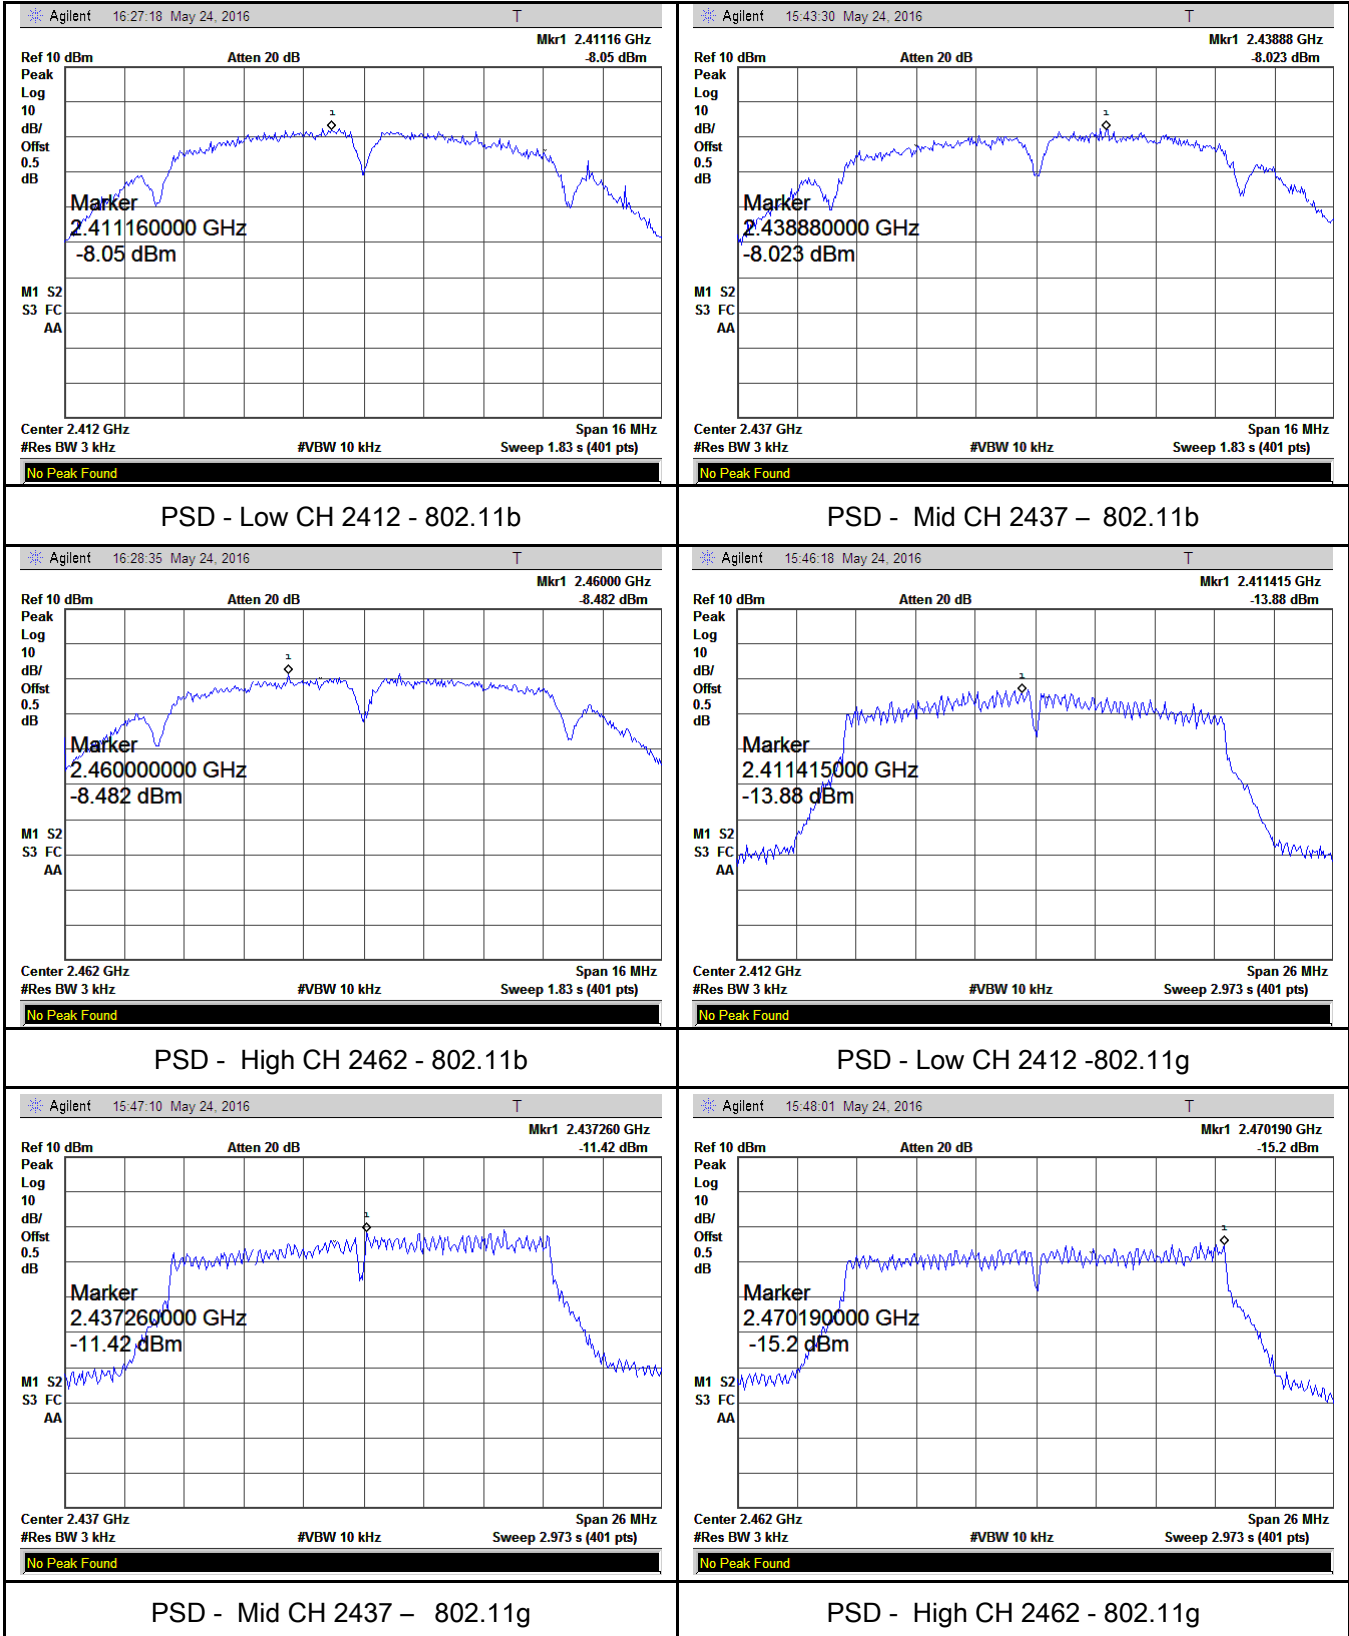 Agilent 16:27:18 May 24, 2016 T
Mkr1 2.41116 GHz
Ref 10 dBm Atten 20 dB -8.05 dBm
Peak
Log
10
dB/
Offst
0.5
dB
Marker
2.411160000 GHz
-8.05 dBm
M1 S2
S3 FC
AA
1
Center 2.412 GHz Span 16 MHz
#Res BW 3 kHz #VBW 10 kHz Sweep 1.83 s (401 pts)
No Peak Found
PSD - Low CH 2412 - 802.11b
Agilent 15:43:30 May 24, 2016 T
Mkr1 2.43888 GHz
Ref 10 dBm Atten 20 dB -8.023 dBm
Peak
Log
10
dB/
Offst
0.5
dB
Marker
2.438880000 GHz
-8.023 dBm
M1 S2
S3 FC
AA
1
Center 2.437 GHz Span 16 MHz
#Res BW 3 kHz #VBW 10 kHz Sweep 1.83 s (401 pts)
No Peak Found
PSD - Mid CH 2437 – 802.11b
Agilent 16:28:35 May 24, 2016 T
Mkr1 2.46000 GHz
Ref 10 dBm Atten 20 dB -8.482 dBm
Peak
Log
10
dB/
Offst
0.5
dB
Marker
2.460000000 GHz
-8.482 dBm
M1 S2
S3 FC
AA
1
Center 2.462 GHz Span 16 MHz
#Res BW 3 kHz #VBW 10 kHz Sweep 1.83 s (401 pts)
No Peak Found
PSD - High CH 2462 - 802.11b
Agilent 15:46:18 May 24, 2016 T
Mkr1 2.411415 GHz
Ref 10 dBm Atten 20 dB -13.88 dBm
Peak
Log
10
dB/
Offst
0.5
dB
Marker
2.411415000 GHz
-13.88 dBm
M1 S2
S3 FC
AA
1
Center 2.412 GHz Span 26 MHz
#Res BW 3 kHz #VBW 10 kHz Sweep 2.973 s (401 pts)
No Peak Found
PSD - Low CH 2412 -802.11g
Agilent 15:47:10 May 24, 2016 T
Mkr1 2.437260 GHz
Ref 10 dBm Atten 20 dB -11.42 dBm
Peak
Log
10
dB/
Offst
0.5
dB
Marker
2.437260000 GHz
-11.42 dBm
M1 S2
S3 FC
AA
1
Center 2.437 GHz Span 26 MHz
#Res BW 3 kHz #VBW 10 kHz Sweep 2.973 s (401 pts)
No Peak Found
PSD - Mid CH 2437 – 802.11g
Agilent 15:48:01 May 24, 2016 T
Mkr1 2.470190 GHz
Ref 10 dBm Atten 20 dB -15.2 dBm
Peak
Log
10
dB/
Offst
0.5
dB
Marker
2.470190000 GHz
-15.2 dBm
M1 S2
S3 FC
AA
1
Center 2.462 GHz Span 26 MHz
#Res BW 3 kHz #VBW 10 kHz Sweep 2.973 s (401 pts)
No Peak Found
PSD - High CH 2462 - 802.11g